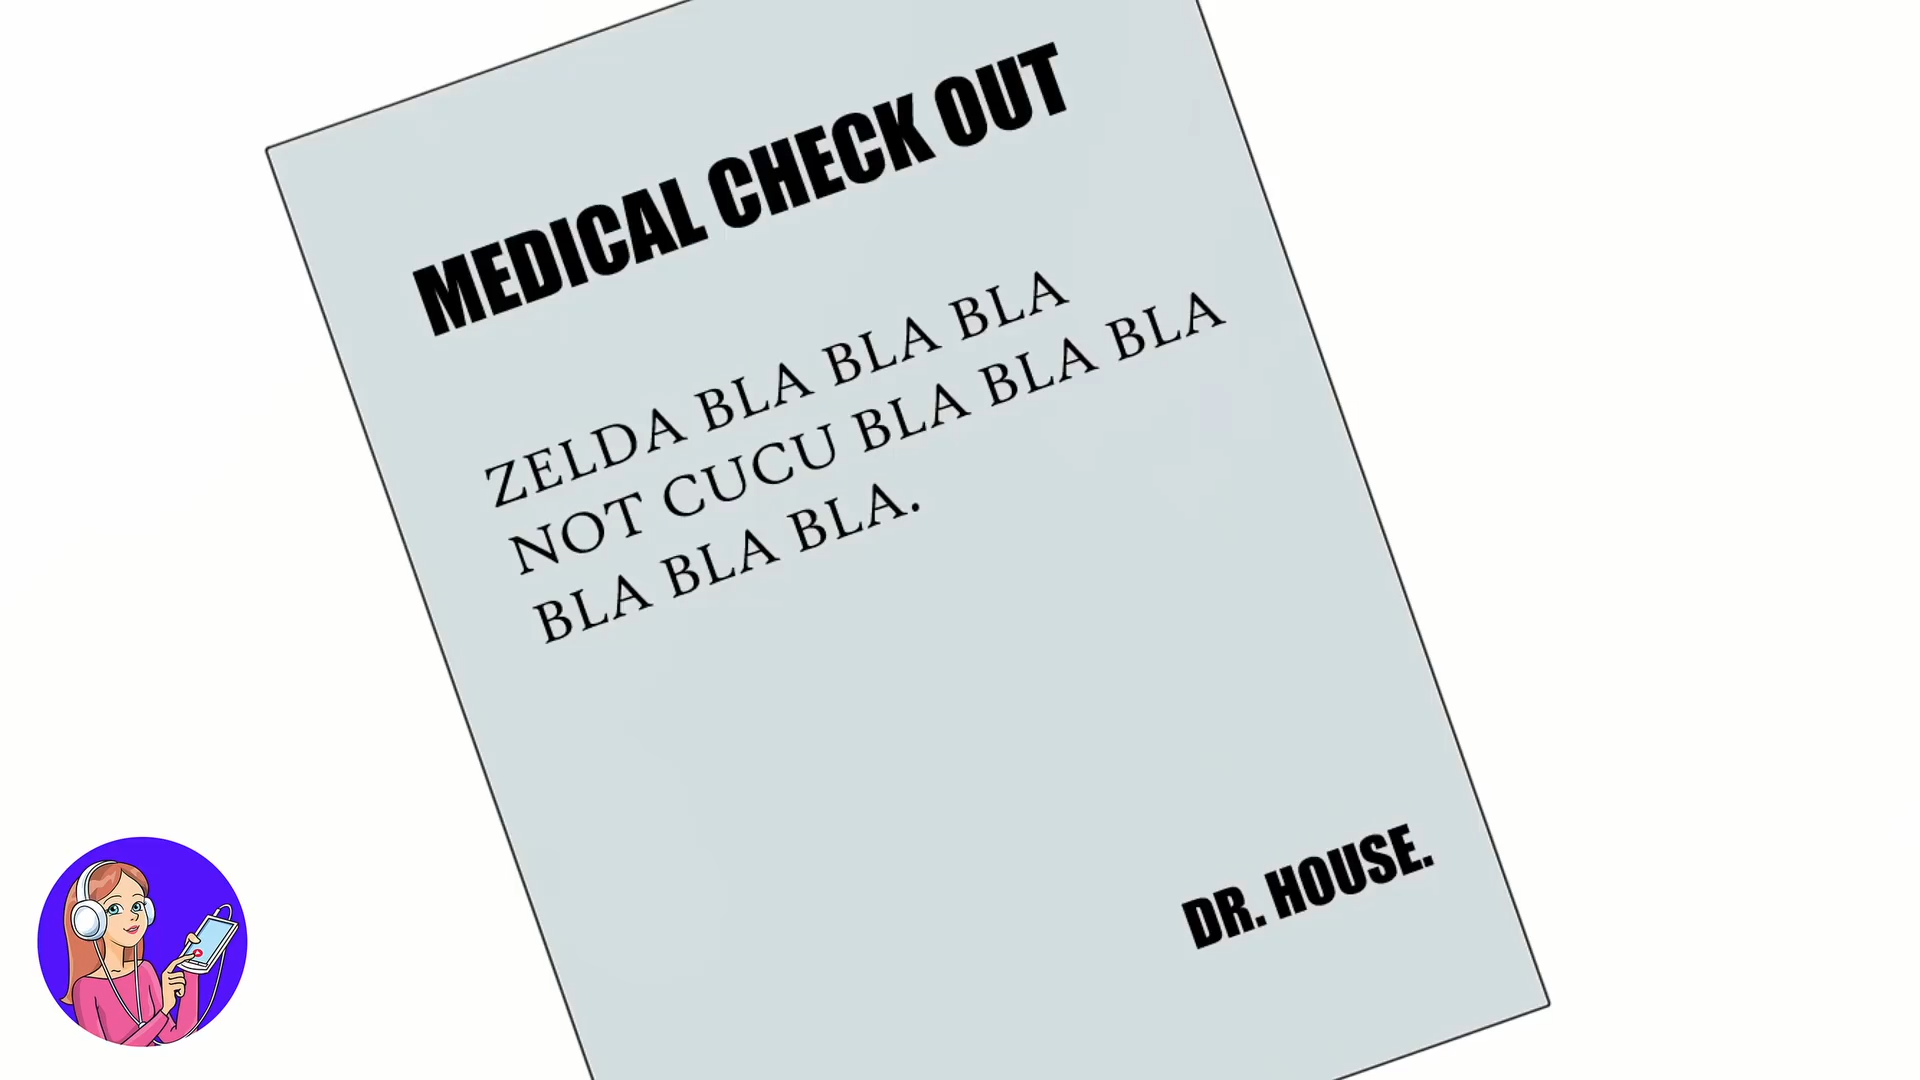 MEDICAL CHECK OUT
ZELDA BLA BLA BLA
NOT CUCU BLA BLA BLA
BLA BLA BLA.
DR. HOUSE.